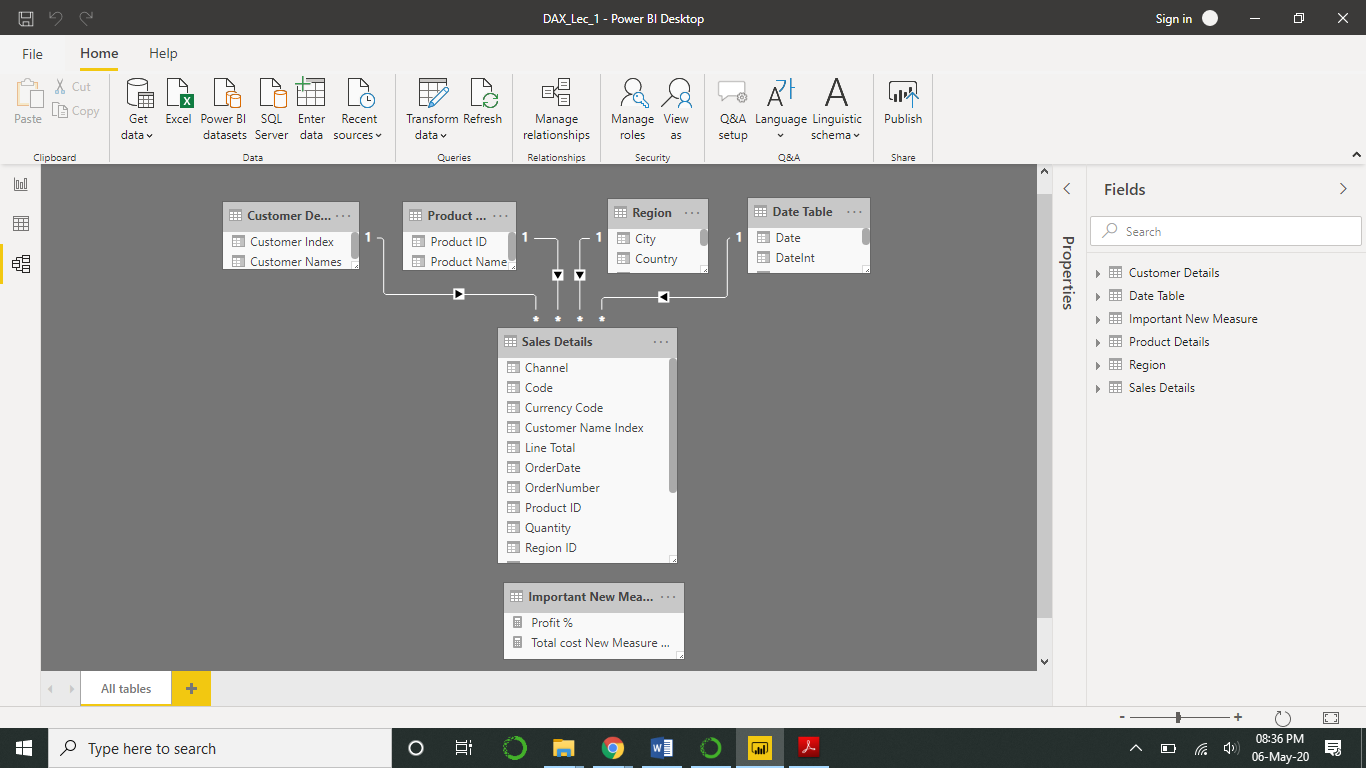 DAX_Lec_1 - Power BI Desktop
Sign in
File
Home
Help
Paste
Cut
Copy
Clipboard
Get
data
Excel
Power BI
datasets
SQL
Server
Enter
data
Recent
sources
Data
Transform
data
Refresh
Queries
Manage
relationships
Relationships
Manage
roles
View
as
Security
Q&A
setup
Language
Linguistic
schema
Q&A
Publish
Share
Customer De... ...
Customer Index
Customer Names
1
Product ... ...
Product ID
Product Name
1
1
Region ...
City
Country
1
Date Table ...
Date
DateInt
* * * *
Sales Details ...
Channel
Code
Currency Code
Customer Name Index
Line Total
OrderDate
OrderNumber
Product ID
Quantity
Region ID
Important New Mea... ...
Profit %
Total cost New Measure ...
Properties
Fields
Search
Customer Details
Date Table
Important New Measure
Product Details
Region
Sales Details
All tables
+
- +
Type here to search
08:36 PM
06-May-20